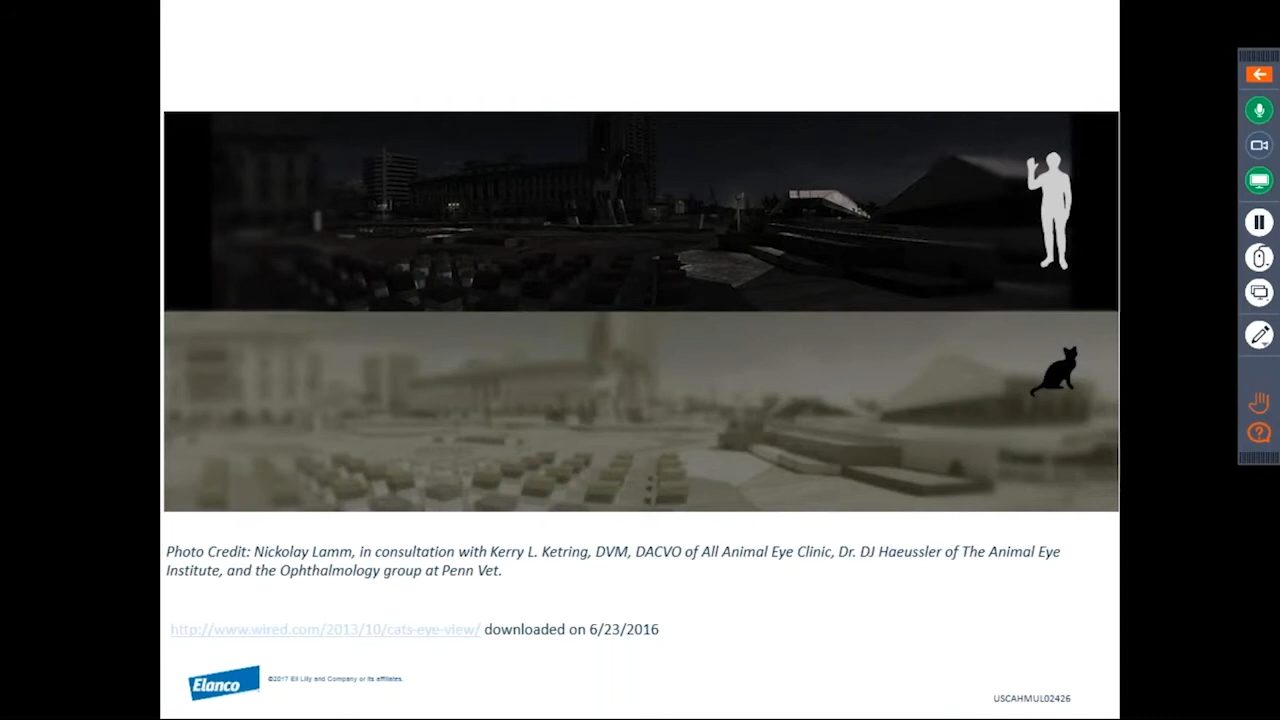 Photo Credit: Nickolay Lamm, in consultation with Kerry L. Ketring, DVM, DACVO of All Animal Eye Clinic, Dr. DJ Haeussler of The Animal Eye
Institute, and the Ophthalmology group at Penn Vet.
http://www.wired.com/2013/10/cats-eye-view/ downloaded on 6/23/2016
Elanco
©2017 Eli Lilly and Company or its affiliates.
USCAHMUL02426